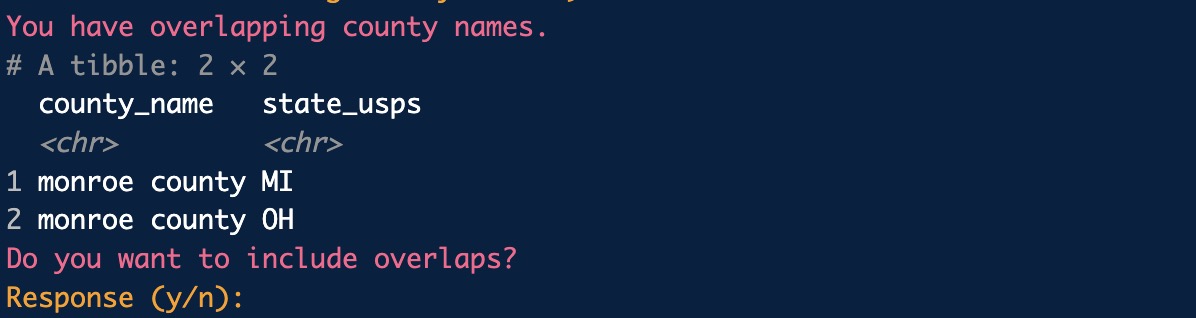 You have overlapping county names.
# A tibble: 2 × 2
county_name state_usps
<chr> <chr>
1 monroe county MI
2 monroe county OH
Do you want to include overlaps?
Response (y/n):